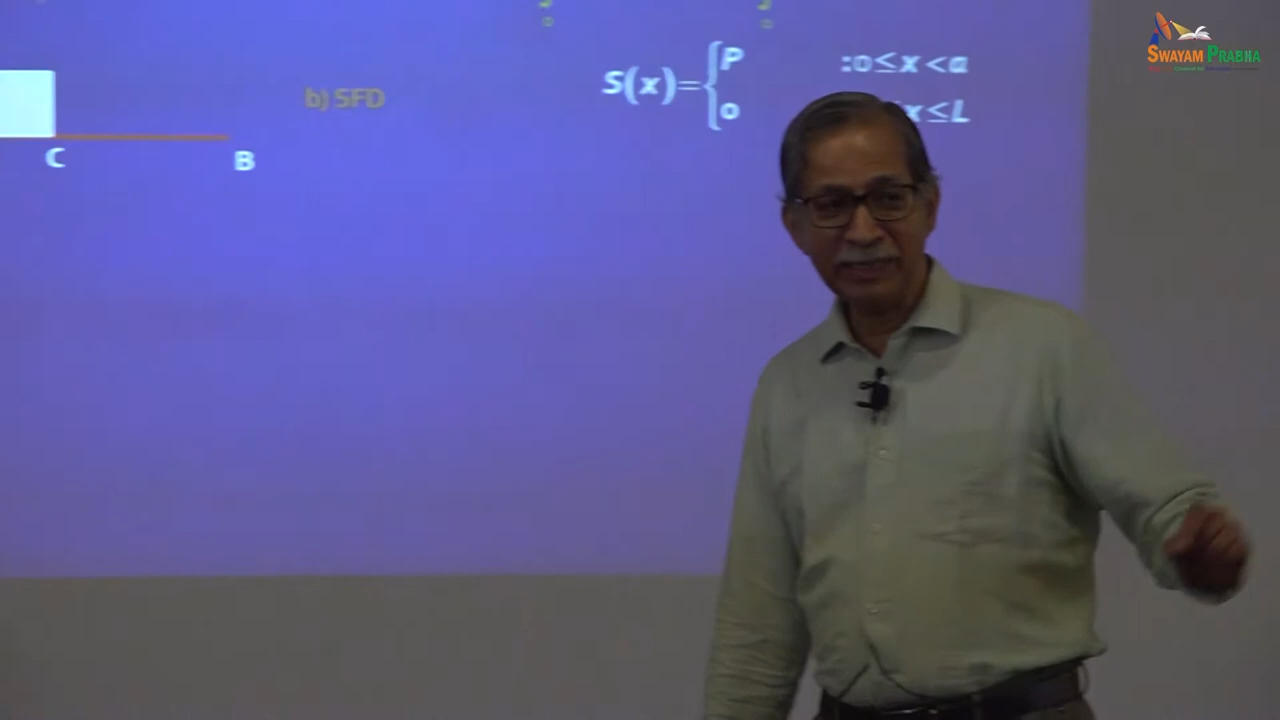 SWAYAM PRABHA
S(x)={P :0≤x<a
0 x≤L
b) SFD
C B